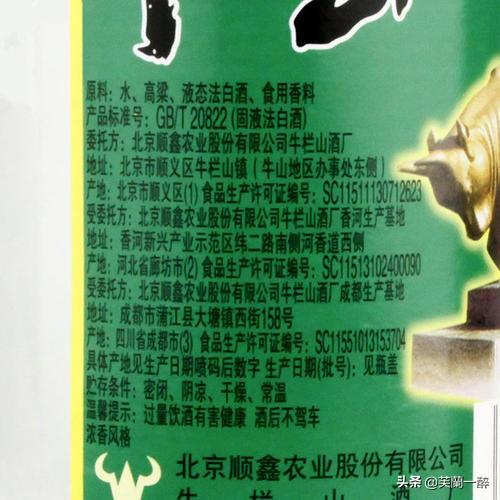 原料：水、高粱、液态法白酒、食用香料
产品标准号：GB/T 20822 (固液法白酒)
委托方：北京顺鑫农业股份有限公司牛栏山酒厂
地址：北京市顺义区牛栏山镇（牛山地区办事处东侧）
产地：北京市顺义区(1) 食品生产许可证编号：SC11511130712623
受委托方：北京顺鑫农业股份有限公司牛栏山酒厂香河生产基地
地址：香河新兴产业示范区纬二路南侧河香道西侧
产地：河北省廊坊市(2) 食品生产许可证编号：SC11513102400090
受委托方：北京顺鑫农业股份有限公司牛栏山酒厂成都生产基地
地址：成都市蒲江县大塘镇西街158号
产地：四川省成都市(3) 食品生产许可证编号：SC11551013153704
具体产地见生产日期喷码后数字 生产日期(批号)：见瓶盖
贮存条件：密闭、阴凉、干燥、常温
温馨提示：过量饮酒有害健康 酒后不驾车
浓香风格
北京顺鑫农业股份有限公司
牛 栏 山 酒
头条 @芙蘭一醉